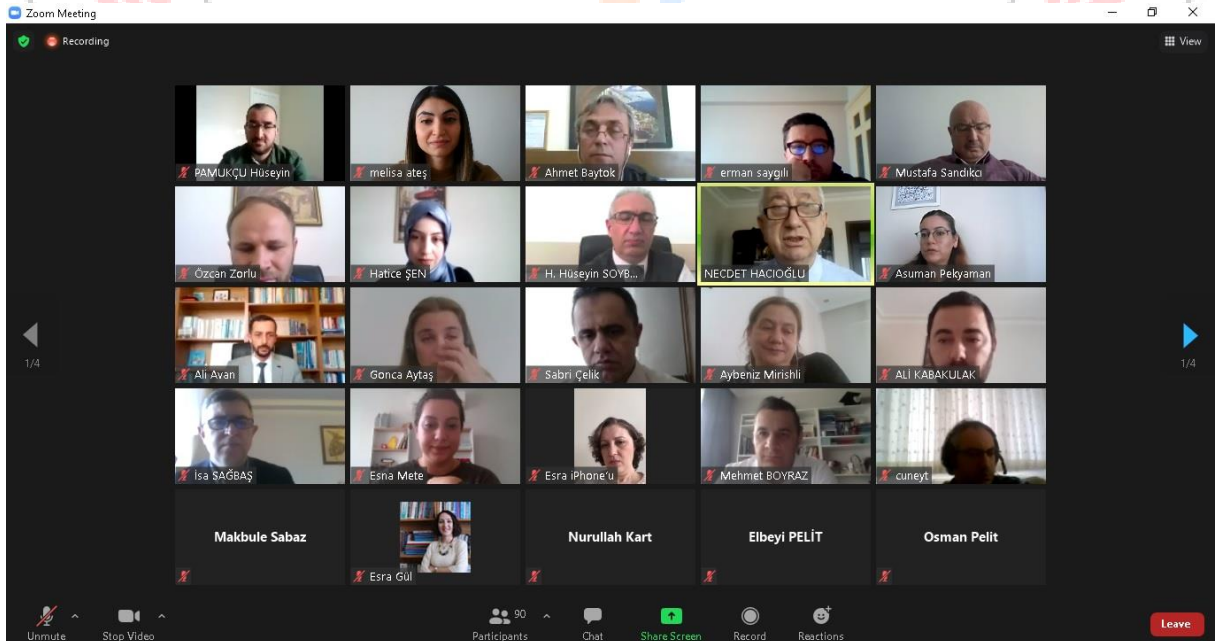 Zoom Meeting
Recording
View
PAMUKÇU Hüseyin
melisa ateş
Ahmet Baytok
erman saygılı
Mustafa Sandıkcı
Özcan Zorlu
Hatice ŞEN
H. Hüseyin SOYB...
NECDET HACIOĞLU
Asuman Pekyaman
Ali Avan
Gonca Aytaş
Sabri Çelik
Aybeniz Mirishli
ALİ KABAKULAK
1/4
1/4
İsa SAĞBAŞ
Esna Mete
Esra iPhone'u
Mehmet BOYRAZ
cuneyt
Makbule Sabaz
Esra Gül
Nurullah Kart
Elbeyi PELİT
Osman Pelit
Unmute
Stop Video
90
Participants
Chat
Share Screen
Record
Reactions
Leave